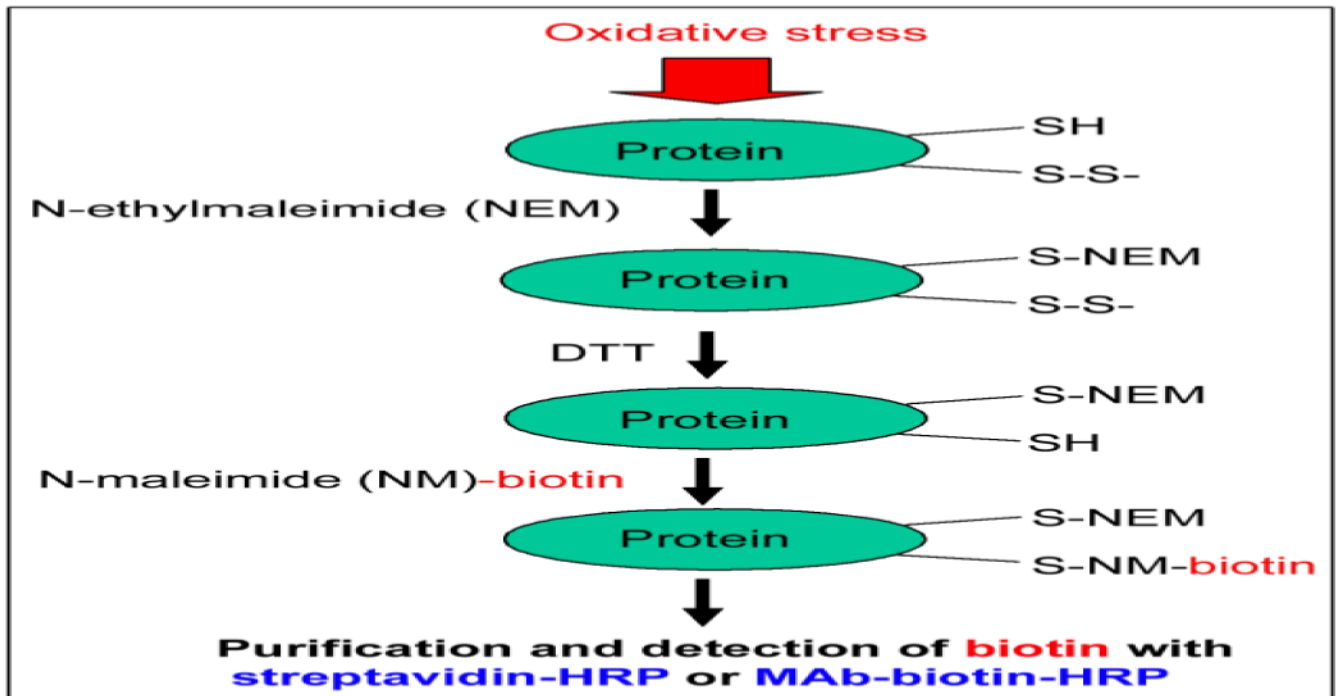 Oxidative stress
Protein
SH
S-S-
N-ethylmaleimide (NEM)
Protein
S-NEM
S-S-
DTT
Protein
S-NEM
SH
N-maleimide (NM)-biotin
Protein
S-NEM
S-NM-biotin
Purification and detection of biotin with
streptavidin-HRP or MAb-biotin-HRP